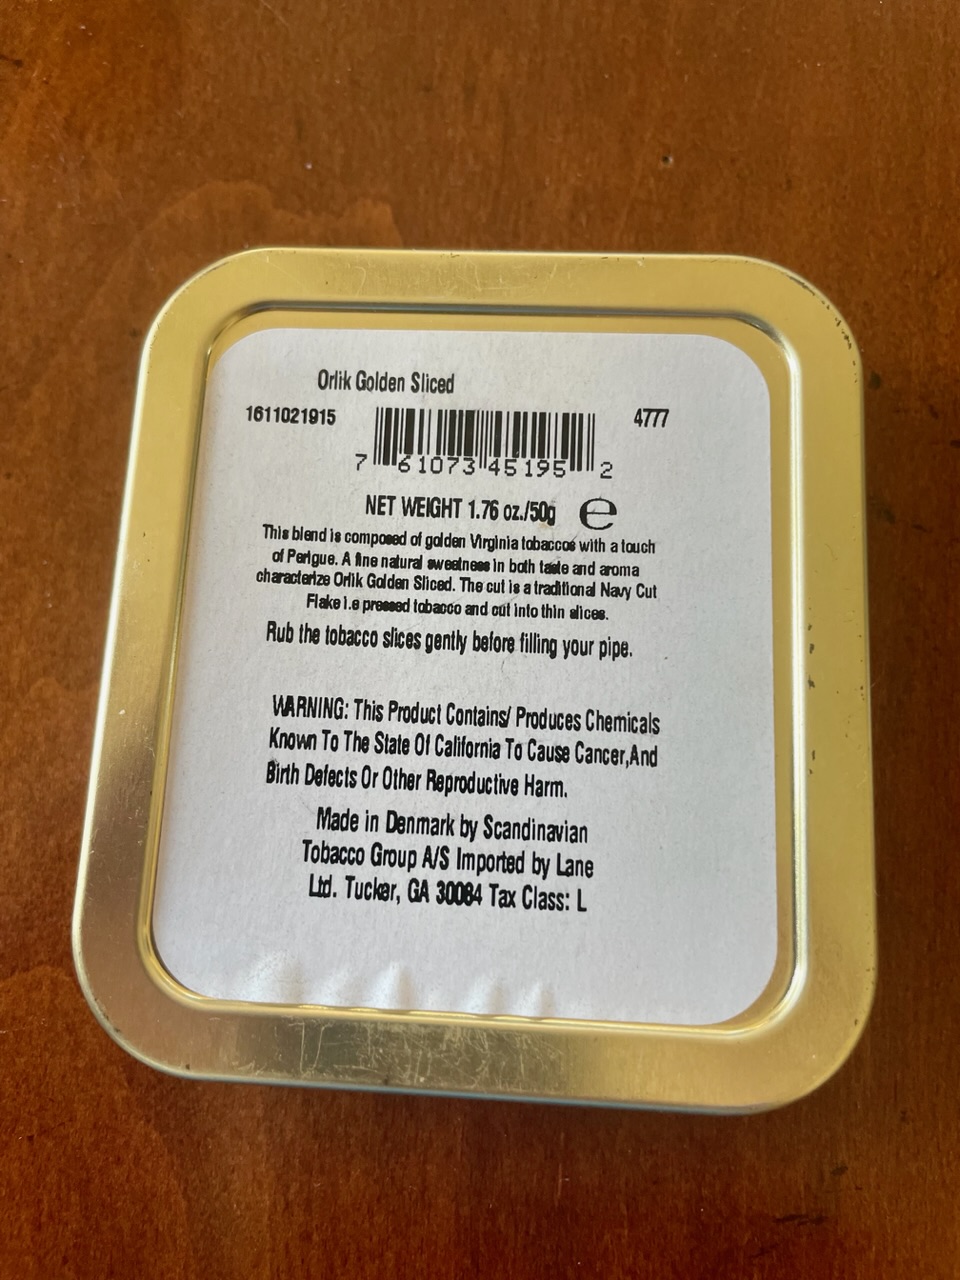 Orlik Golden Sliced
1611021915 4777
7 61073 45195 2
NET WEIGHT 1.76 oz./50g e
This blend is composed of golden Virginia tobaccos with a touch
of Perigue. A fine natural sweetness in both taste and aroma
characterize Orlik Golden Sliced. The cut is a traditional Navy Cut
Flake i.e pressed tobacco and cut into thin slices.
Rub the tobacco slices gently before filling your pipe.
WARNING: This Product Contains/ Produces Chemicals
Known To The State Of California To Cause Cancer,And
Birth Defects Or Other Reproductive Harm.
Made in Denmark by Scandinavian
Tobacco Group A/S Imported by Lane
Ltd. Tucker, GA 30084 Tax Class: L